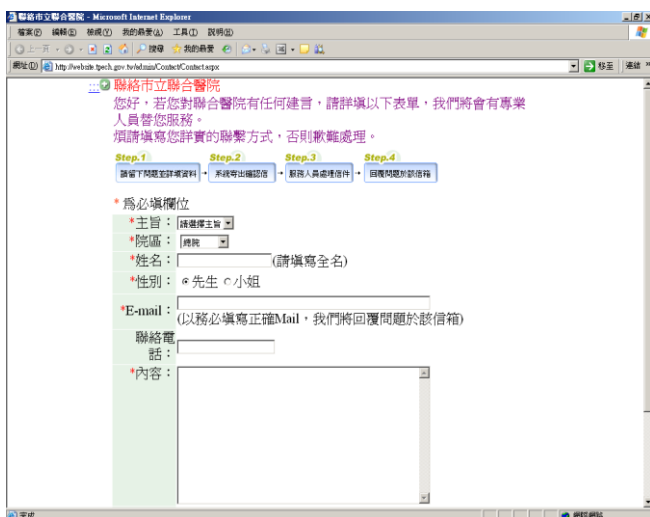 聯絡市立聯合醫院 - Microsoft Internet Explorer
檔案(F) 編輯(E) 檢視(V) 我的最愛(A) 工具(T) 說明(H)
上一頁 搜尋 我的最愛
網址(D) http://website.tpech.gov.tw/admin/Contact/Contact.aspx 移至 連結 »
:::聯絡市立聯合醫院
您好，若您對聯合醫院有任何建言，請詳填以下表單，我們將會有專業
人員替您服務。
煩請填寫您詳實的聯繫方式，否則歉難處理。
Step.1 Step.2 Step.3 Step.4
請留下問題並詳填資料 系統寄出確認信 服務人員處理信件 回覆問題於該信箱
* 為必填欄位
*主旨： 請選擇主旨
*院區： 總院
*姓名： (請填寫全名)
*性別： 先生 小姐
*E-mail：
(以務必填寫正確Mail，我們將回覆問題於該信箱)
聯絡電
話：
*內容：
完成 網際網路